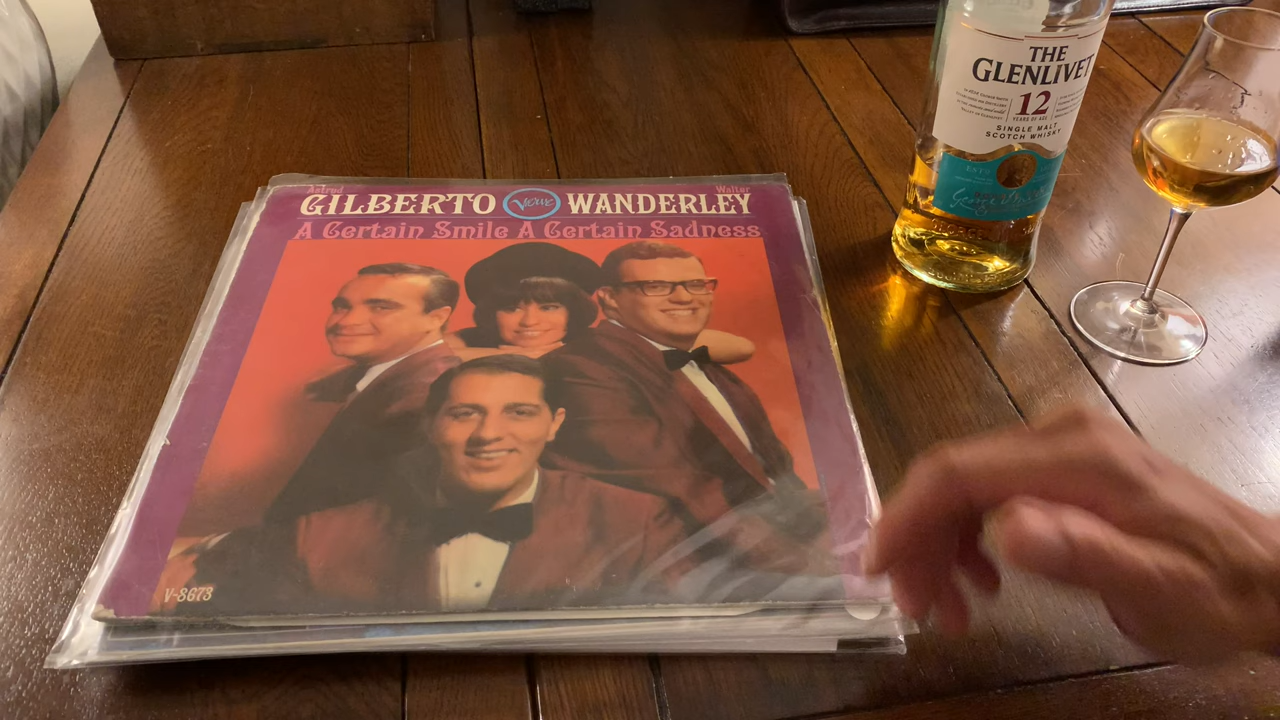 Astrud
Walter
GILBERTO Verve WANDERLEY
A Certain Smile A Certain Sadness
V-8673
THE
GLENLIVET
12
YEARS OF AGE
SINGLE MALT
SCOTCH WHISKY